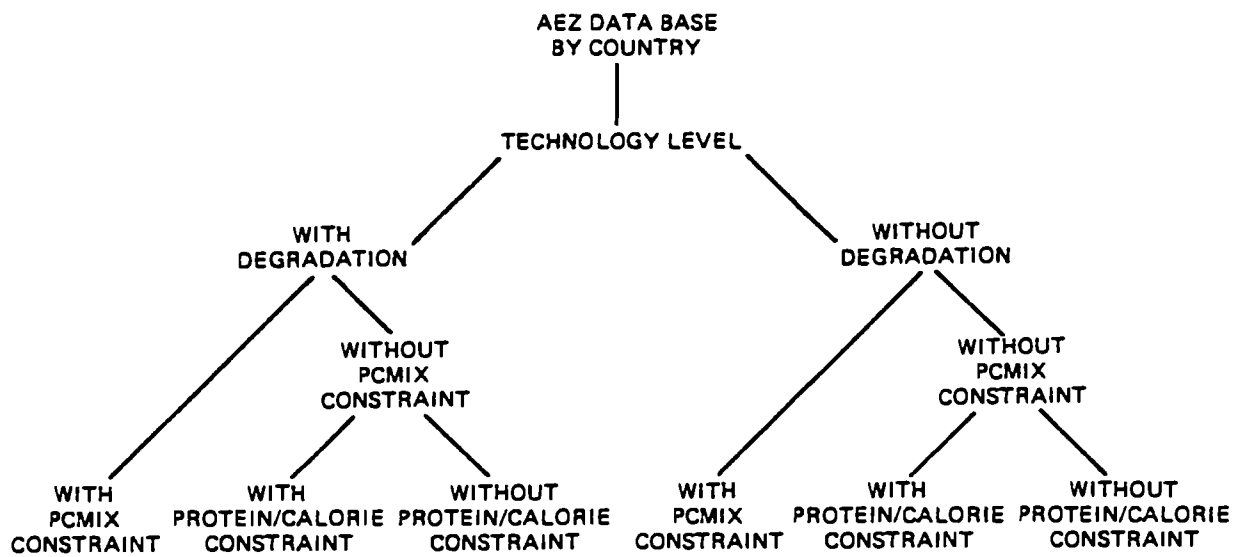 AEZ DATA BASE
BY COUNTRY
TECHNOLOGY LEVEL
WITH
DEGRADATION
WITHOUT
DEGRADATION
WITHOUT
PCMIX
CONSTRAINT
WITHOUT
PCMIX
CONSTRAINT
WITH
PCMIX
CONSTRAINT
WITH
PROTEIN/CALORIE
CONSTRAINT
WITHOUT
PROTEIN/CALORIE
CONSTRAINT
WITH
PCMIX
CONSTRAINT
WITH
PROTEIN/CALORIE
CONSTRAINT
WITHOUT
PROTEIN/CALORIE
CONSTRAINT